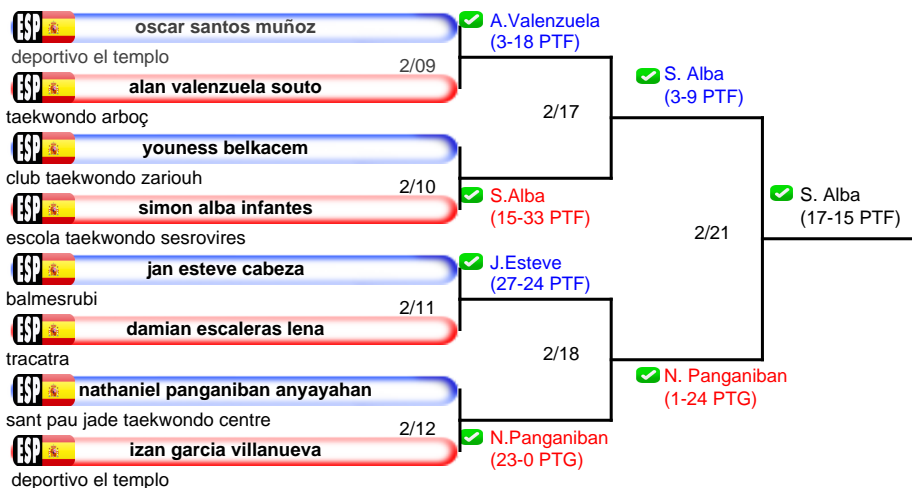 ESP oscar santos muñoz
deportivo el templo
2/09
ESP alan valenzuela souto
taekwondo arboç
A.Valenzuela
(3-18 PTF)
ESP youness belkacem
club taekwondo zariouh
2/10
ESP simon alba infantes
escola taekwondo sesrovires
S.Alba
(15-33 PTF)
2/17
S. Alba
(3-9 PTF)
ESP jan esteve cabeza
balmesrubi
2/11
ESP damian escaleras lena
tracatra
J.Esteve
(27-24 PTF)
ESP nathaniel panganiban anyayahan
sant pau jade taekwondo centre
2/12
ESP izan garcia villanueva
deportivo el templo
N.Panganiban
(23-0 PTG)
2/18
N. Panganiban
(1-24 PTG)
2/21
S. Alba
(17-15 PTF)